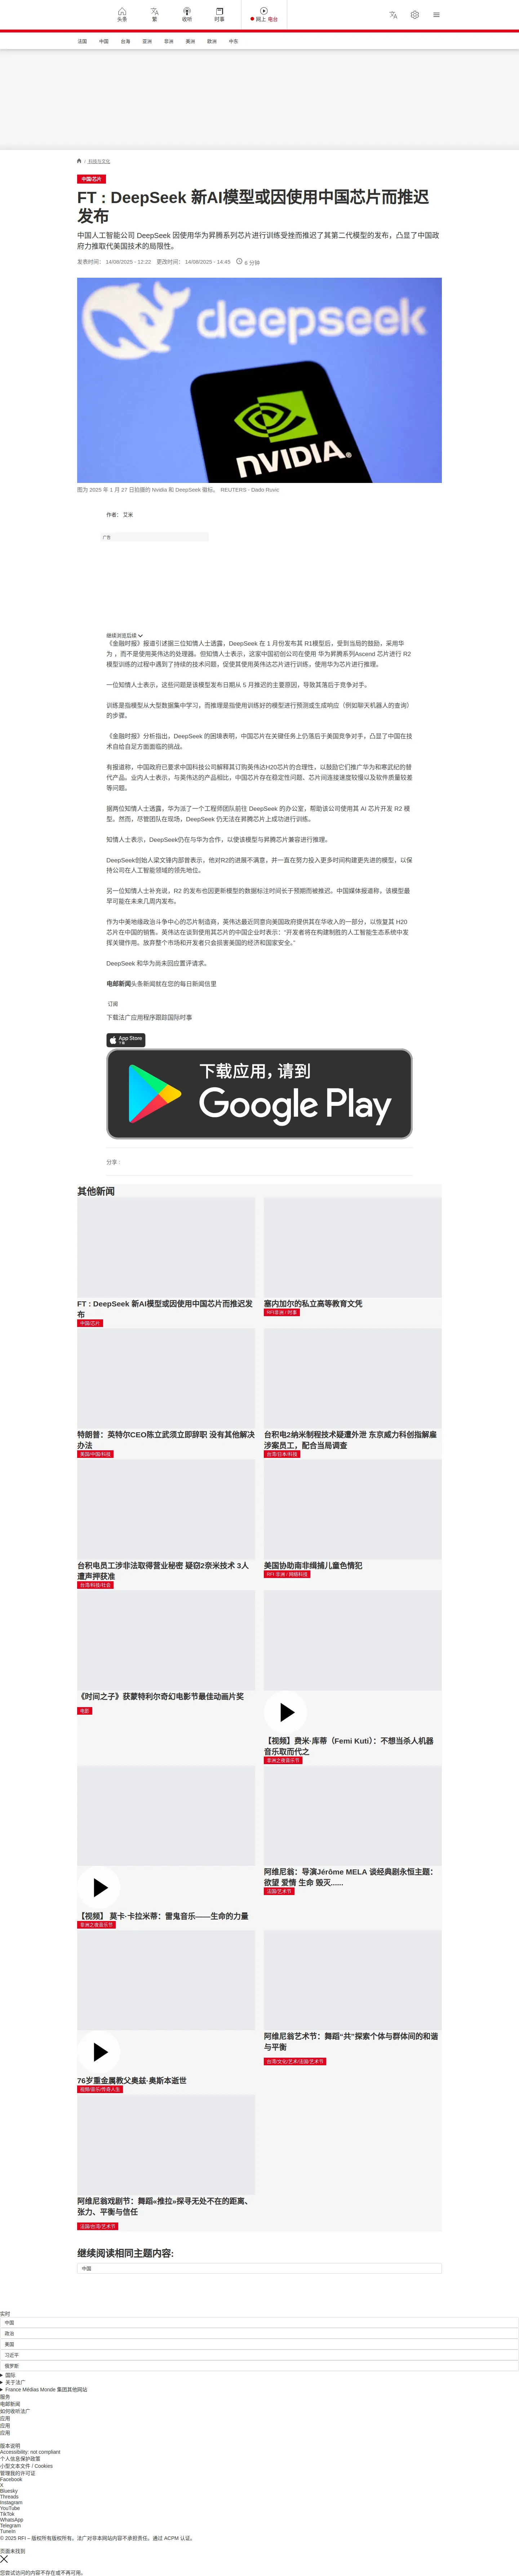 头条
繁
收听
时事
网上 电台
法国
中国
台海
亚洲
非洲
美洲
欧洲
中东
/ 科技与文化
中国/芯片
FT : DeepSeek 新AI模型或因使用中国芯片而推迟
发布
中国人工智能公司 DeepSeek 因使用华为昇腾系列芯片进行训练受挫而推迟了其第二代模型的发布，凸显了中国政
府力推取代美国技术的局限性。
发表时间： 14/08/2025 - 12:22 更改时间： 14/08/2025 - 14:45 6 分钟
deepseek
NVIDIA
图为 2025 年 1 月 27 日拍摄的 Nvidia 和 DeepSeek 徽标。 REUTERS - Dado Ruvic
作者： 艾米
广告
继续浏览后续
《金融时报》报道引述据三位知情人士透露，DeepSeek 在 1 月份发布其 R1模型后，受到当局的鼓励，采用华
为 ，而不是使用英伟达的处理器。但知情人士表示，这家中国初创公司在使用 华为昇腾系列Ascend 芯片进行 R2
模型训练的过程中遇到了持续的技术问题，促使其使用英伟达芯片进行训练，使用华为芯片进行推理。
一位知情人士表示，这些问题是该模型发布日期从 5 月推迟的主要原因，导致其落后于竞争对手。
训练是指模型从大型数据集中学习，而推理是指使用训练好的模型进行预测或生成响应（例如聊天机器人的查询）
的步骤。
《金融时报》分析指出，DeepSeek 的困境表明，中国芯片在关键任务上仍落后于美国竞争对手，凸显了中国在技
术自给自足方面面临的挑战。
有报道称，中国政府已要求中国科技公司解释其订购英伟达H20芯片的合理性，以鼓励它们推广华为和寒武纪的替
代产品。业内人士表示，与英伟达的产品相比，中国芯片存在稳定性问题、芯片间连接速度较慢以及软件质量较差
等问题。
据两位知情人士透露，华为派了一个工程师团队前往 DeepSeek 的办公室，帮助该公司使用其 AI 芯片开发 R2 模
型。然而，尽管团队在现场，DeepSeek 仍无法在昇腾芯片上成功进行训练。
知情人士表示，DeepSeek仍在与华为合作，以使该模型与昇腾芯片兼容进行推理。
DeepSeek创始人梁文锋内部曾表示，他对R2的进展不满意，并一直在努力投入更多时间构建更先进的模型，以保
持公司在人工智能领域的领先地位。
另一位知情人士补充说，R2 的发布也因更新模型的数据标注时间长于预期而被推迟。中国媒体报道称，该模型最
早可能在未来几周内发布。
作为中美地缘政治斗争中心的芯片制造商，英伟达最近同意向美国政府提供其在华收入的一部分，以恢复其 H20
芯片在中国的销售。英伟达在谈到使用其芯片的中国企业时表示：“开发者将在构建制胜的人工智能生态系统中发
挥关键作用。放弃整个市场和开发者只会损害美国的经济和国家安全。”
DeepSeek 和华为尚未回应置评请求。
电邮新闻头条新闻就在您的每日新闻信里
订阅
下载法广应用程序跟踪国际时事
App Store
下载
下载应用，请到
Google Play
分享 :
其他新闻
FT : DeepSeek 新AI模型或因使用中国芯片而推迟发
布
中国/芯片
塞内加尔的私立高等教育文凭
RFI亚洲 / 时事
特朗普：英特尔CEO陈立武须立即辞职 没有其他解决
办法
美国/中国/科技
台积电2纳米制程技术疑遭外泄 东京威力科创指解雇
涉案员工，配合当局调查
台湾/日本/科技
台积电员工涉非法取得营业秘密 疑窃2奈米技术 3人
遭声押获准
台湾/科技/社会
美国协助南非缉捕儿童色情犯
RFI 亚洲 / 网络科技
《时间之子》获蒙特利尔奇幻电影节最佳动画片奖
电影
【视频】费米·库蒂（Femi Kuti）：不想当杀人机器
音乐取而代之
非洲之夜音乐节
【视频】 莫卡·卡拉米蒂：雷鬼音乐——生命的力量
非洲之夜音乐节
阿维尼翁：导演Jérôme MELA 谈经典剧永恒主题：
欲望 爱情 生命 毁灭......
法国/艺术节
76岁重金属教父奥兹·奥斯本逝世
视频/音乐/传奇人生
阿维尼翁艺术节：舞蹈“共”探索个体与群体间的和谐
与平衡
台湾/文化/艺术/法国/艺术节
阿维尼翁戏剧节：舞蹈«推拉»探寻无处不在的距离、
张力、平衡与信任
法国/台湾/艺术节
继续阅读相同主题内容:
中国
实时
中国
政治
美国
习近平
俄罗斯
国际
关于法广
France Médias Monde 集团其他网站
服务
电邮新闻
如何收听法广
应用
应用
应用
版本说明
Accessibility: not compliant
个人信息保护政策
小型文本文件 / Cookies
管理我的许可证
Facebook
X
Bluesky
Threads
Instagram
YouTube
TikTok
WhatsApp
Telegram
TuneIn
© 2025 RFI – 版权所有版权所有。法广对非本网站内容不承担责任。通过 ACPM 认证。
页面未找到
您尝试访问的内容不存在或不再可用。